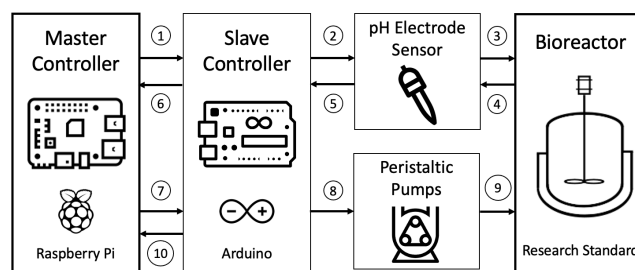 Master
Controller
Raspberry Pi
1
6
7
10
Slave
Controller
Arduino
2
5
8
pH Electrode
Sensor
Peristaltic
Pumps
3
4
9
Bioreactor
Research Standard